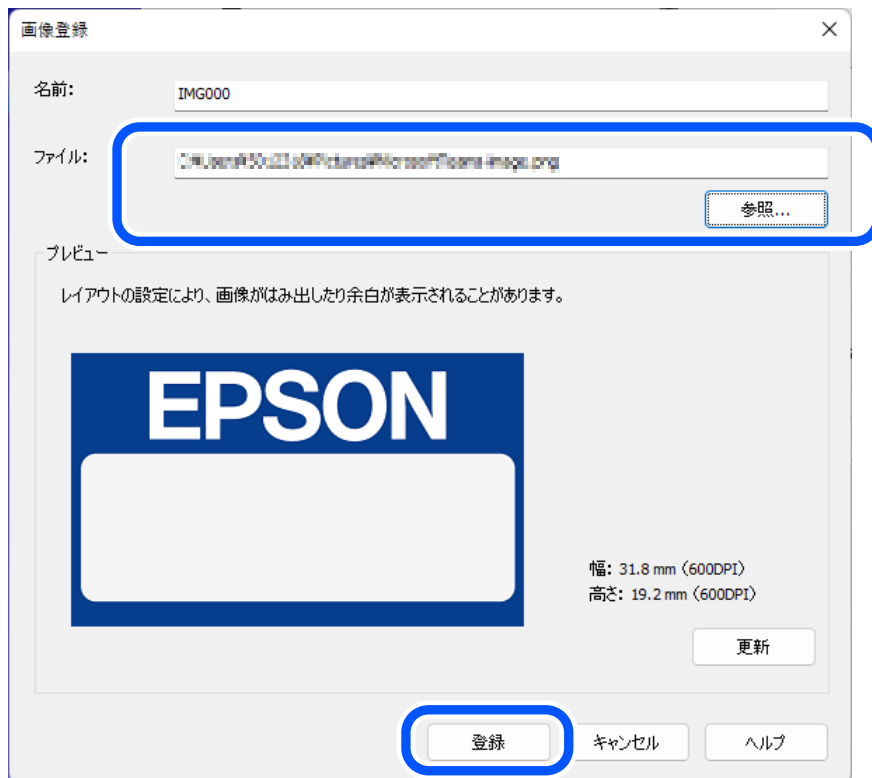 画像登録
名前:
IMG000
ファイル:
参照...
プレビュー
レイアウトの設定により、画像がはみ出したり余白が表示されることがあります。
EPSON
幅: 31.8 mm (600DPI)
高さ: 19.2 mm (600DPI)
更新
登録
キャンセル
ヘルプ